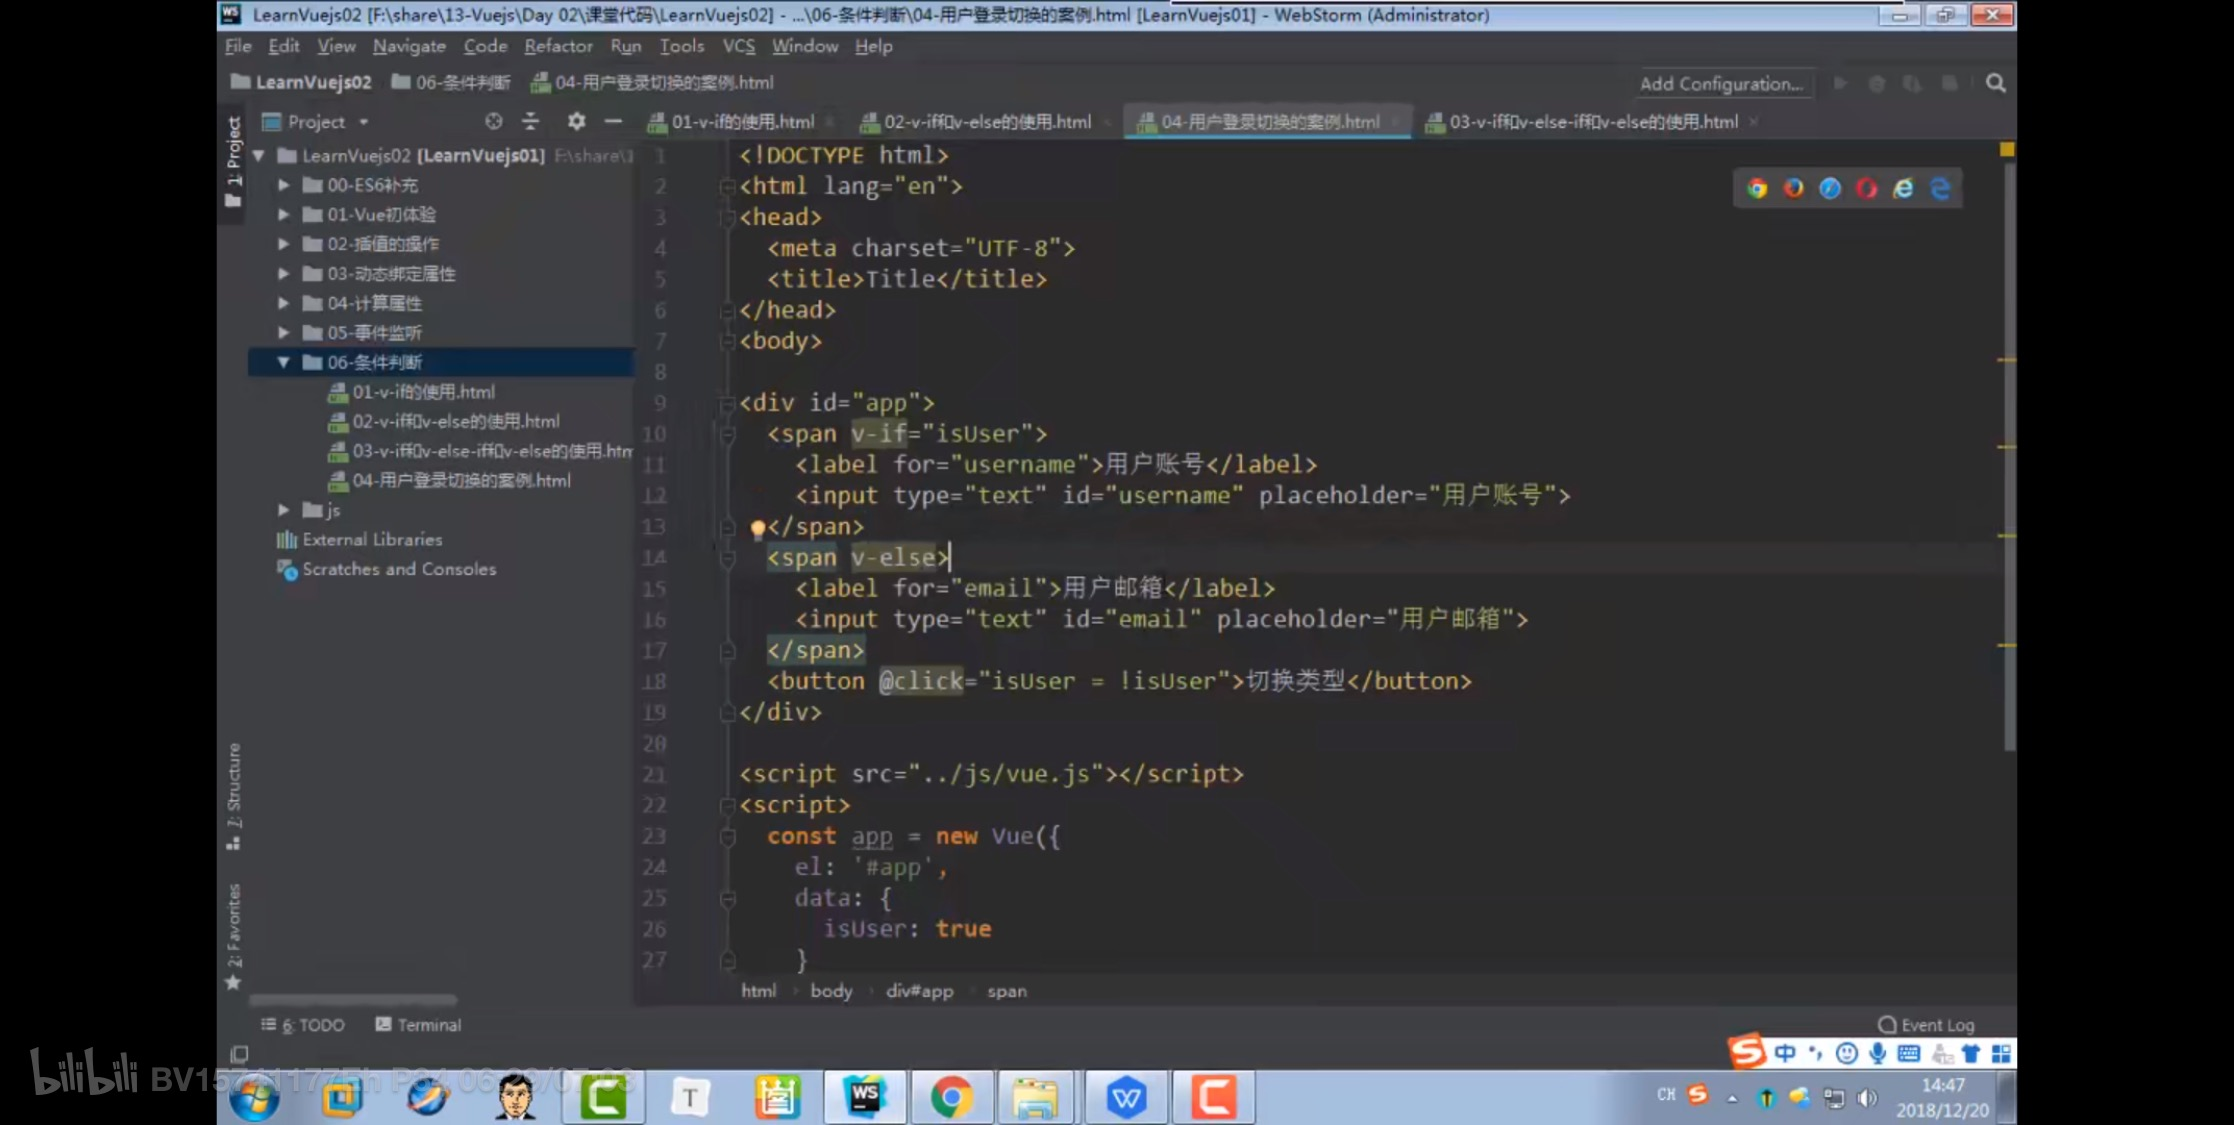 LearnVuejs02 [F:\share\13-Vuejs\Day 02\课堂代码\LearnVuejs02] - ...\06-条件判断\04-用户登录切换的案例.html [LearnVuejs01] - WebStorm (Administrator)
File Edit View Navigate Code Refactor Run Tools VCS Window Help
LearnVuejs02 06-条件判断 04-用户登录切换的案例.html Add Configuration...
Project 01-v-if的使用.html 02-v-if和v-else的使用.html 04-用户登录切换的案例.html 03-v-if和v-else-if和v-else的使用.html
1: Project
LearnVuejs02 [LearnVuejs01] F:\share\1
00-ES6补充
01-Vue初体验
02-插值的操作
03-动态绑定属性
04-计算属性
05-事件监听
06-条件判断
01-v-if的使用.html
02-v-if和v-else的使用.html
03-v-if和v-else-if和v-else的使用.htm
04-用户登录切换的案例.html
js
External Libraries
Scratches and Consoles
7: Structure
2: Favorites
1 <!DOCTYPE html>
2 <html lang="en">
3 <head>
4 <meta charset="UTF-8">
5 <title>Title</title>
6 </head>
7 <body>
8
9 <div id="app">
10 <span v-if="isUser">
11 <label for="username">用户账号</label>
12 <input type="text" id="username" placeholder="用户账号">
13 </span>
14 <span v-else>
15 <label for="email">用户邮箱</label>
16 <input type="text" id="email" placeholder="用户邮箱">
17 </span>
18 <button @click="isUser = !isUser">切换类型</button>
19 </div>
20
21 <script src="../js/vue.js"></script>
22 <script>
23 const app = new Vue({
24 el: '#app',
25 data: {
26 isUser: true
27 }
html body div#app span
6: TODO Terminal Event Log
中
bilibili
CH 14:47
2018/12/20